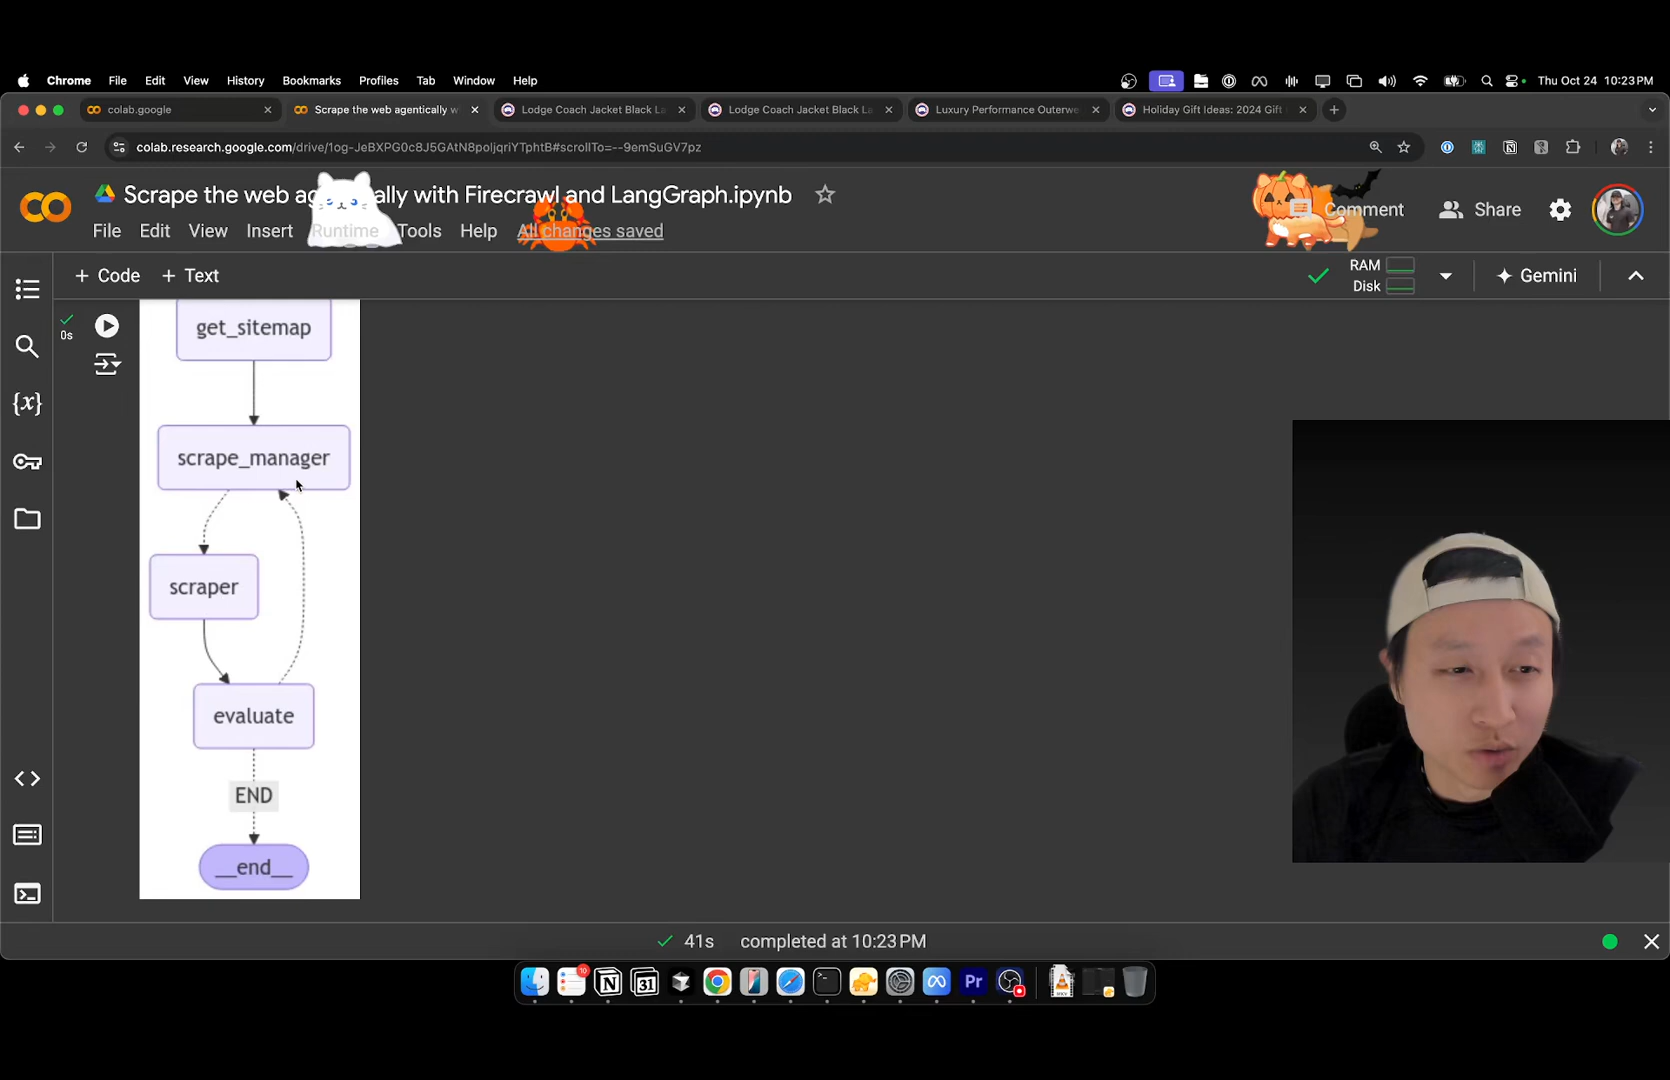 Chrome File Edit View History Bookmarks Profiles Tab Window Help Thu Oct 24 10:23 PM
colab.google Scrape the web agentically w Lodge Coach Jacket Black La Lodge Coach Jacket Black La Luxury Performance Outerwe Holiday Gift Ideas: 2024 Gift
colab.research.google.com/drive/1og-JeBXPG0c8J5GAtN8poljqriYTphtB#scrollTo=--9emSuGV7pz
Scrape the web agentically with Firecrawl and LangGraph.ipynb
File Edit View Insert Runtime Tools Help All changes saved
Comment Share
+ Code + Text
RAM
Disk
Gemini
0s
get_sitemap
scrape_manager
scraper
evaluate
END
__end__
{x}
41s completed at 10:23 PM
10
31
Pr